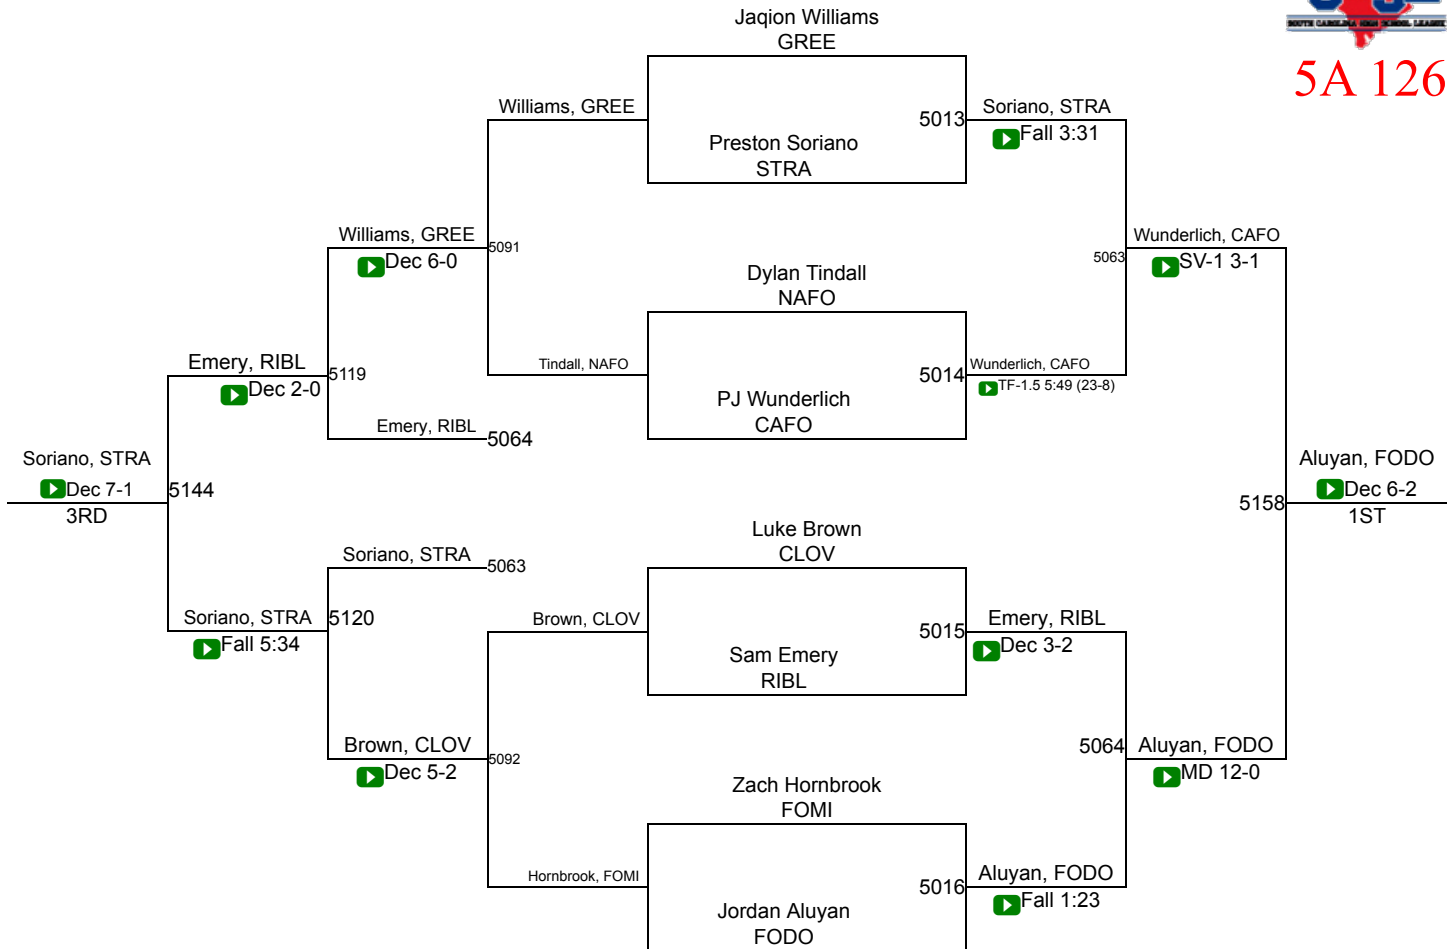 Jaqion Williams
GREE
SOUTH CAROLINA HIGH SCHOOL LEAGUE
5A 126
Williams, GREE
5013
Soriano, STRA
Fall 3:31
Preston Soriano
STRA
Williams, GREE
Dec 6-0
5091
5063
Wunderlich, CAFO
SV-1 3-1
Dylan Tindall
NAFO
Emery, RIBL
Dec 2-0
5119
Tindall, NAFO
5014
Wunderlich, CAFO
TF-1.5 5:49 (23-8)
PJ Wunderlich
CAFO
Emery, RIBL
5064
Soriano, STRA
Dec 7-1
3RD
5144
5158
Aluyan, FODO
Dec 6-2
1ST
Luke Brown
CLOV
Soriano, STRA
5063
Soriano, STRA
Fall 5:34
5120
Brown, CLOV
5015
Emery, RIBL
Dec 3-2
Sam Emery
RIBL
Brown, CLOV
Dec 5-2
5092
5064
Aluyan, FODO
MD 12-0
Zach Hornbrook
FOMI
Hornbrook, FOMI
5016
Aluyan, FODO
Fall 1:23
Jordan Aluyan
FODO